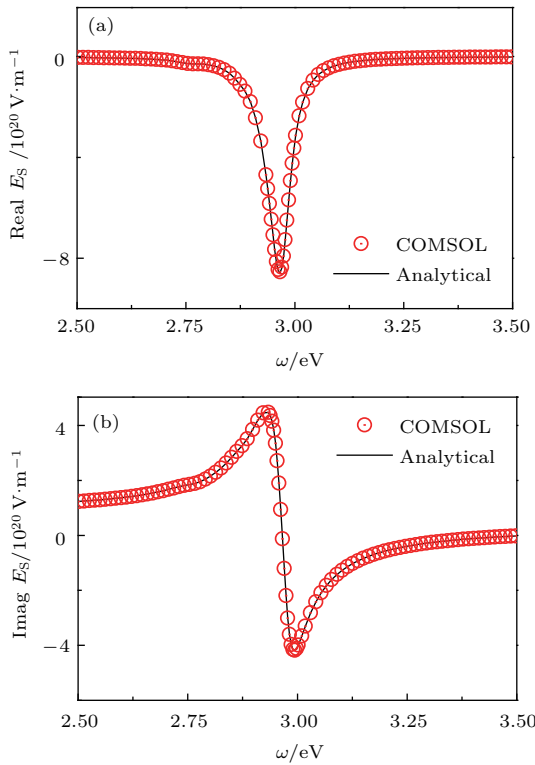 (a)
0
−8
Real E_S /10^20 V·m^−1
COMSOL
Analytical
2.50 2.75 3.00 3.25 3.50
ω/eV
(b)
4
0
−4
Imag E_S/10^20 V·m^−1
COMSOL
Analytical
2.50 2.75 3.00 3.25 3.50
ω/eV